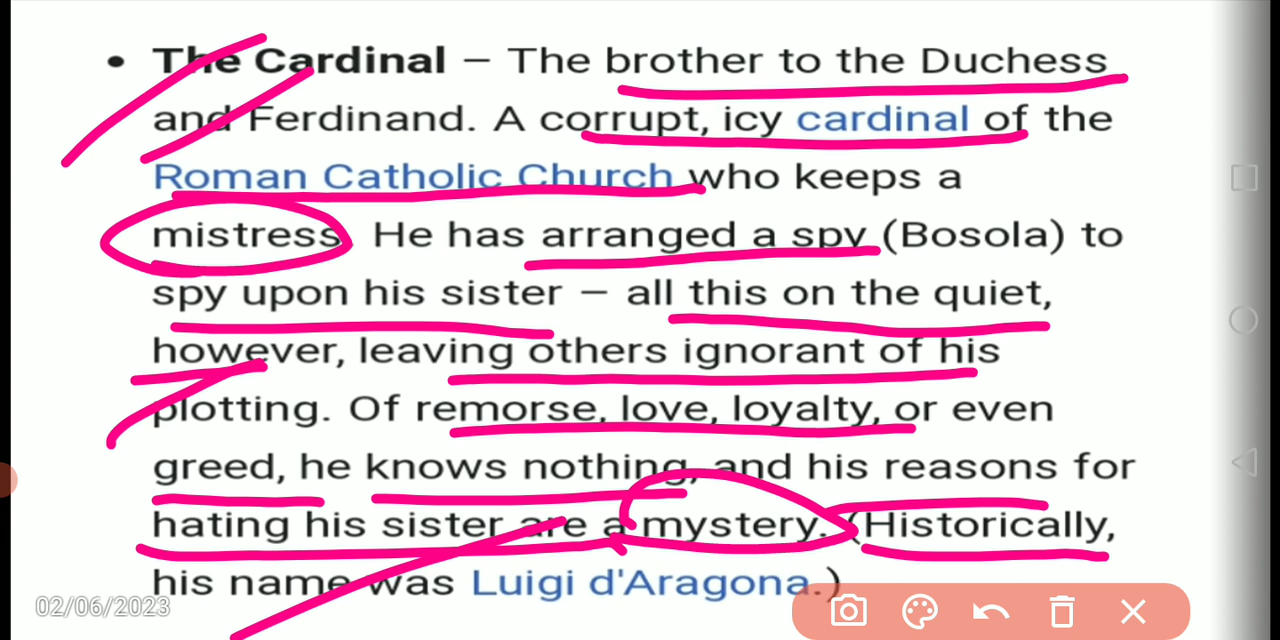 • The Cardinal – The brother to the Duchess
and Ferdinand. A corrupt, icy cardinal of the
Roman Catholic Church who keeps a
mistress. He has arranged a spy (Bosola) to
spy upon his sister – all this on the quiet,
however, leaving others ignorant of his
plotting. Of remorse, love, loyalty, or even
greed, he knows nothing, and his reasons for
hating his sister are a mystery. (Historically,
his name was Luigi d'Aragona.)
02/06/2023